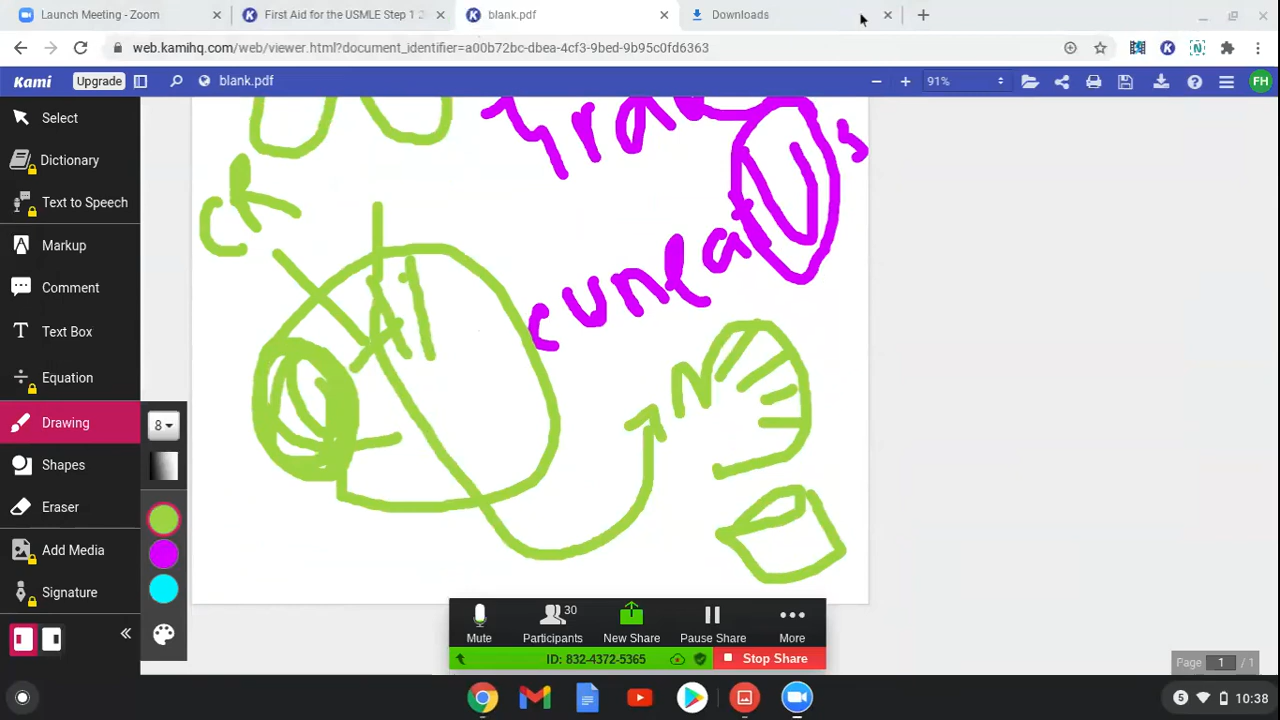 Launch Meeting - Zoom
First Aid for the USMLE Step 1 2
blank.pdf
Downloads
web.kamihq.com/web/viewer.html?document_identifier=a00b72bc-dbea-4cf3-9bed-9b95c0fd6363
Kami
Upgrade
blank.pdf
91%
FH
Select
Dictionary
Text to Speech
Markup
Comment
Text Box
Equation
Drawing
8
Shapes
Eraser
Add Media
Signature
cuneatus
Mute
Participants
30
New Share
Pause Share
More
ID: 832-4372-5365
Stop Share
Page 1 / 1
5
10:38